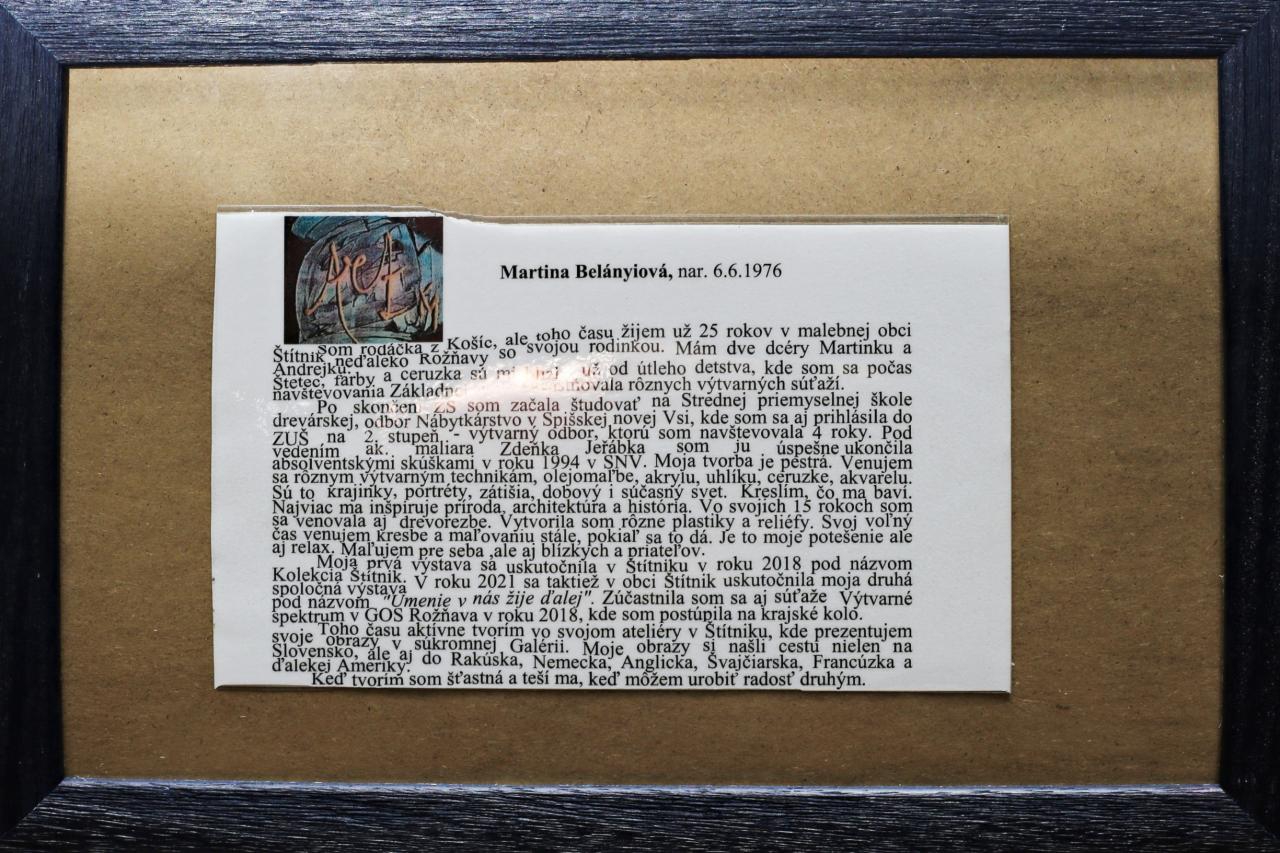 Martina Belányiová, nar. 6.6.1976
Som rodáčka z Košíc, ale toho času žijem už 25 rokov v malebnej obci
Štítnik neďaleko Rožňavy so svojou rodinkou. Mám dve dcéry Martinku a
Andrejku.
Štetec, farby a ceruzka sú mi už od útleho detstva, kde som sa počas
navštevovania rôznych výtvarných súťaží.
Po skončení ZŠ som začala študovať na Strednej priemyselnej škole
drevárskej, odbor Nábytkárstvo v Spišskej novej Vsi, kde som sa aj prihlásila do
ZUŠ na 2. stupeň - výtvarný odbor, ktorú som navštevovala 4 roky. Pod
vedením ak. maliara Zdeňka Jeřábka som ju úspešne ukončila
absolventskými skúškami v roku 1994 v SNV. Moja tvorba je pestrá. Venujem
sa rôznym výtvarným technikám, olejomaľbe, akrylu, uhlíku, ceruzke, akvarelu.
Sú to krajinky, portréty, zátišia, dobový i súčasný svet. Kreslím, čo ma baví.
Najviac ma inšpiruje príroda, architektúra a história. Vo svojich 15 rokoch som
sa venovala aj drevorezbe. Vytvorila som rôzne plastiky a reliéfy. Svoj voľný
čas venujem kresbe a maľovaniu stále, pokiaľ sa to dá. Je to moje potešenie ale
aj relax. Maľujem pre seba ,ale aj blízkych a priateľov.
Moja prvá výstava sa uskutočnila v Štítniku v roku 2018 pod názvom
Kolekcia Štítnik. V roku 2021 sa taktiež v obci Štítnik uskutočnila moja druhá
spoločná výstava
pod názvom "Umenie v nás žije ďalej". Zúčastnila som sa aj súťaže Výtvarné
spektrum v GOS Rožňava v roku 2018, kde som postúpila na krajské kolo.
Toho času aktívne tvorím vo svojom ateliéry v Štítniku, kde prezentujem
svoje obrazy v súkromnej Galérii. Moje obrazy si našli cestu nielen na
Slovensko, ale aj do Rakúska, Nemecka, Anglicka, Švajčiarska, Francúzka a
ďalekej Ameriky.
Keď tvorím som šťastná a teší ma, keď môžem urobiť radosť druhým.